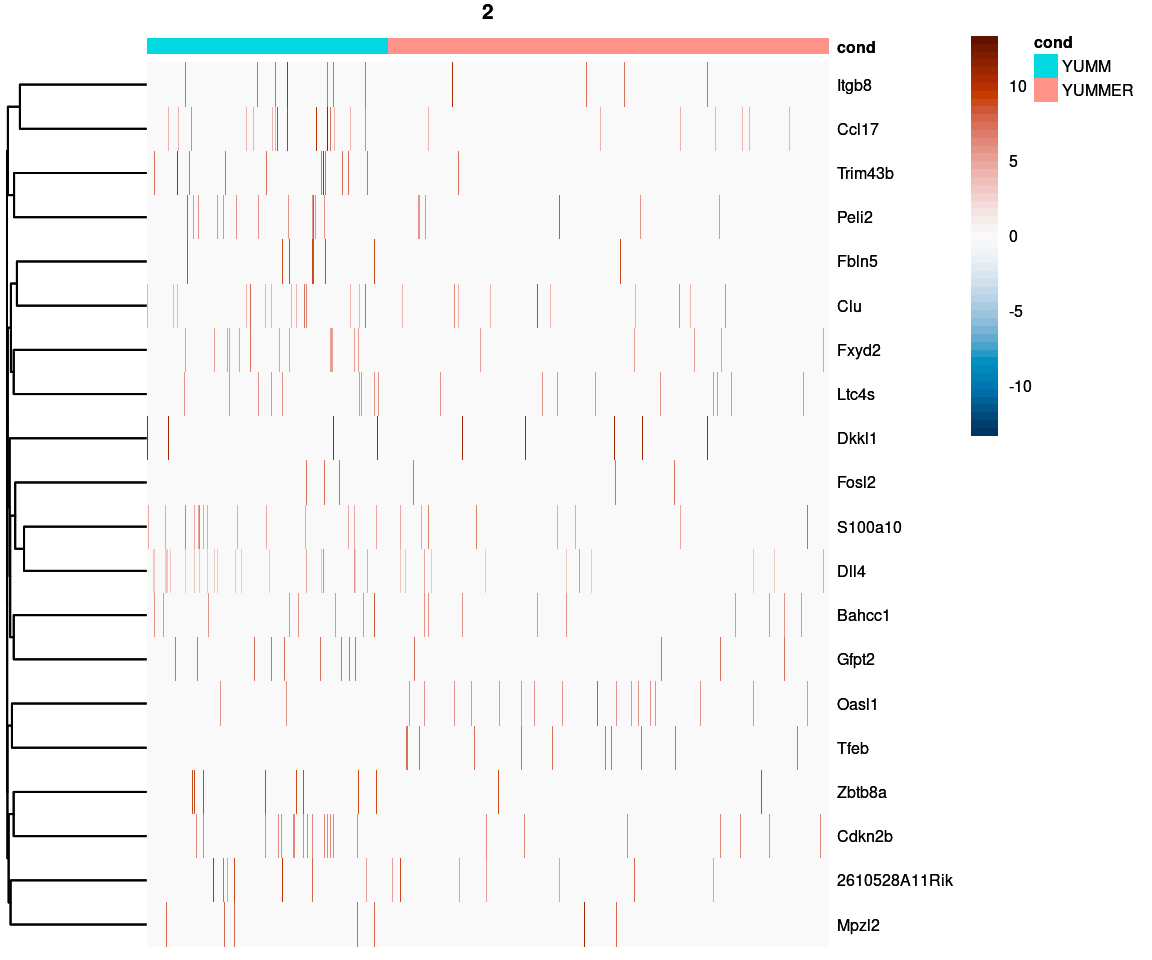 2
cond
Itgb8
Ccl17
Trim43b
Peli2
Fbln5
Clu
Fxyd2
Ltc4s
Dkkl1
Fosl2
S100a10
Dll4
Bahcc1
Gfpt2
Oasl1
Tfeb
Zbtb8a
Cdkn2b
2610528A11Rik
Mpzl2
10
5
0
-5
-10
cond
YUMM
YUMMER